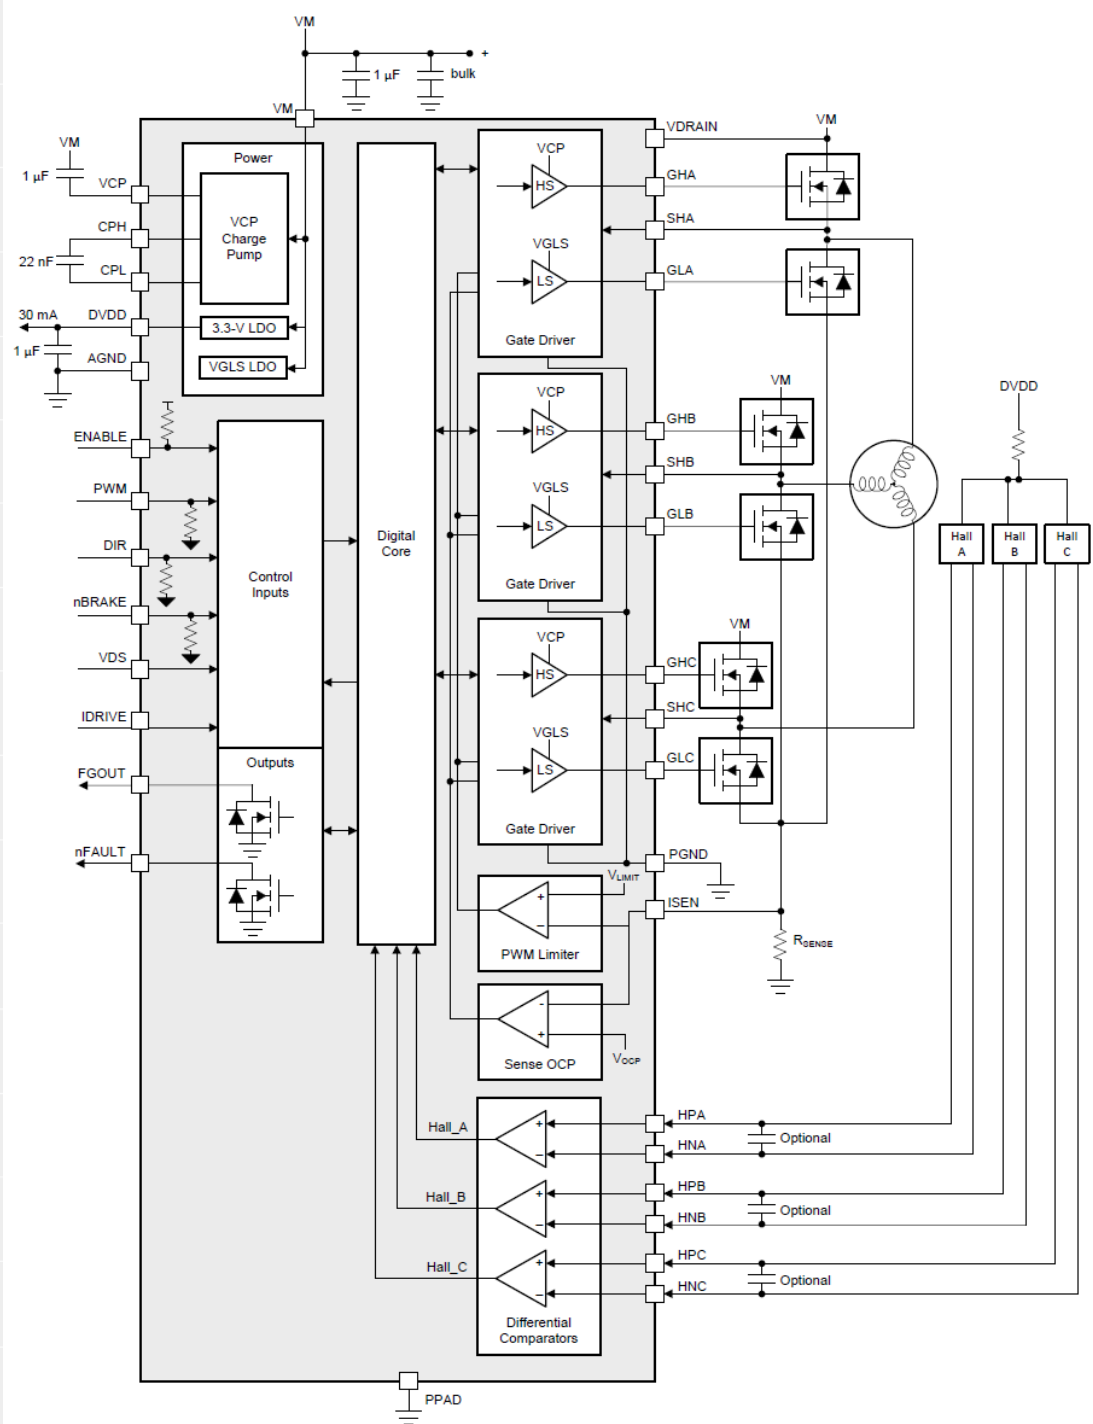 VM
1 µF
bulk
+
VM
VDRAIN
VM
VM
1 µF
VCP
CPH
22 nF
CPL
30 mA
DVDD
1 µF
AGND
Power
VCP
Charge
Pump
3.3-V LDO
VGLS LDO
ENABLE
PWM
DIR
nBRAKE
VDS
IDRIVE
FGOUT
nFAULT
Control
Inputs
Outputs
Digital
Core
VCP
HS
VGLS
LS
Gate Driver
GHA
SHA
GLA
VCP
HS
VGLS
LS
Gate Driver
GHB
SHB
GLB
VM
VCP
HS
VGLS
LS
Gate Driver
GHC
SHC
GLC
VM
DVDD
Hall
A
Hall
B
Hall
C
PGND
VLIMIT
+
–
PWM Limiter
ISEN
RSENSE
-
+
Sense OCP
VOCP
Hall_A
+
–
HPA
HNA
Optional
Hall_B
+
–
HPB
HNB
Optional
Hall_C
+
–
HPC
HNC
Optional
Differential
Comparators
PPAD